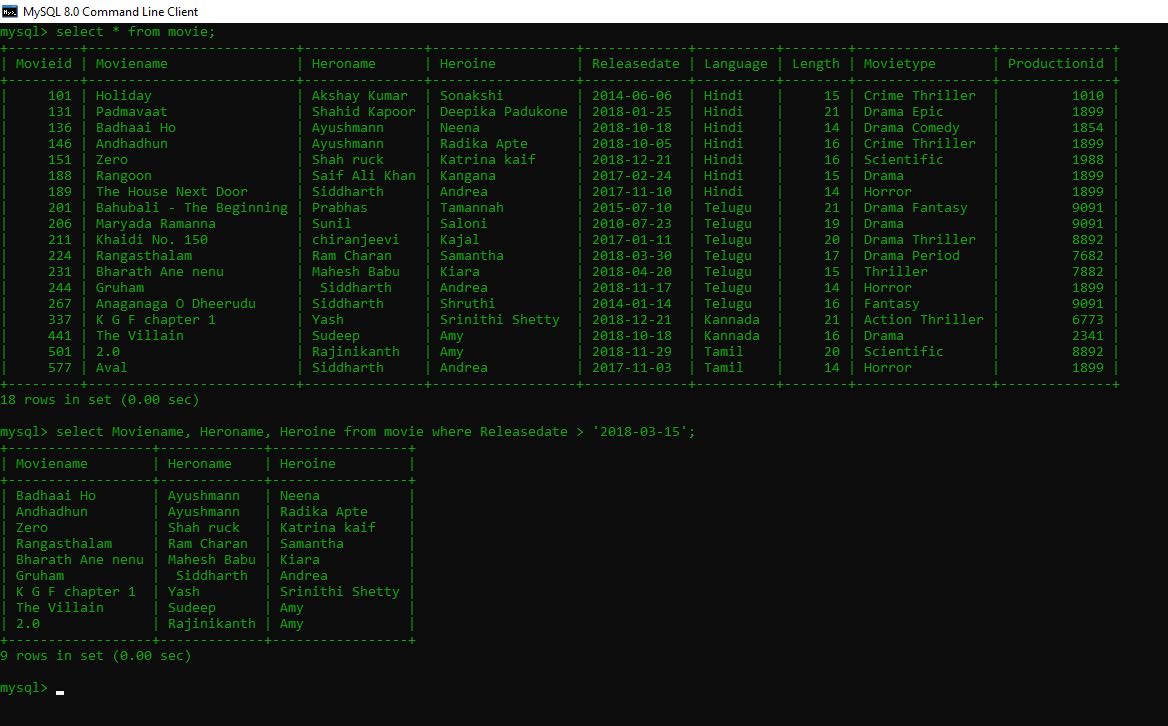 MySQL 8.0 Command Line Client
mysql> select * from movie;
+---------+--------------------------+---------------+-----------------+-------------+----------+--------+-----------------+--------------+
| Movieid | Moviename                | Heroname      | Heroine         | Releasedate | Language | Length | Movietype       | Productionid |
+---------+--------------------------+---------------+-----------------+-------------+----------+--------+-----------------+--------------+
|     101 | Holiday                  | Akshay Kumar  | Sonakshi        | 2014-06-06  | Hindi    |     15 | Crime Thriller  |         1010 |
|     131 | Padmavaat                | Shahid Kapoor | Deepika Padukone | 2018-01-25  | Hindi    |     21 | Drama Epic      |         1899 |
|     136 | Badhaai Ho               | Ayushmann     | Neena           | 2018-10-18  | Hindi    |     14 | Drama Comedy    |         1854 |
|     146 | Andhadhun                | Ayushmann     | Radika Apte     | 2018-10-05  | Hindi    |     16 | Crime Thriller  |         1899 |
|     151 | Zero                     | Shah ruck     | Katrina kaif    | 2018-12-21  | Hindi    |     16 | Scientific      |         1988 |
|     188 | Rangoon                  | Saif Ali Khan | Kangana         | 2017-02-24  | Hindi    |     15 | Drama           |         1899 |
|     189 | The House Next Door      | Siddharth     | Andrea          | 2017-11-10  | Hindi    |     14 | Horror          |         1899 |
|     201 | Bahubali - The Beginning | Prabhas       | Tamannah        | 2015-07-10  | Telugu   |     21 | Drama Fantasy   |         9091 |
|     206 | Maryada Ramanna          | Sunil         | Saloni          | 2010-07-23  | Telugu   |     19 | Drama           |         9091 |
|     211 | Khaidi No. 150           | chiranjeevi   | Kajal           | 2017-01-11  | Telugu   |     20 | Drama Thriller  |         8892 |
|     224 | Rangasthalam             | Ram Charan    | Samantha        | 2018-03-30  | Telugu   |     17 | Drama Period    |         7682 |
|     231 | Bharath Ane nenu         | Mahesh Babu   | Kiara           | 2018-04-20  | Telugu   |     15 | Thriller        |         7882 |
|     244 | Gruham                   |  Siddharth    | Andrea          | 2018-11-17  | Telugu   |     14 | Horror          |         1899 |
|     267 | Anaganaga O Dheerudu     | Siddharth     | Shruthi         | 2014-01-14  | Telugu   |     16 | Fantasy         |         9091 |
|     337 | K G F chapter 1          | Yash          | Srinithi Shetty | 2018-12-21  | Kannada  |     21 | Action Thriller |         6773 |
|     441 | The Villain              | Sudeep        | Amy             | 2018-10-18  | Kannada  |     16 | Drama           |         2341 |
|     501 | 2.0                      | Rajinikanth   | Amy             | 2018-11-29  | Tamil    |     20 | Scientific      |         8892 |
|     577 | Aval                     | Siddharth     | Andrea          | 2017-11-03  | Tamil    |     14 | Horror          |         1899 |
+---------+--------------------------+---------------+-----------------+-------------+----------+--------+-----------------+--------------+
18 rows in set (0.00 sec)
mysql> select Moviename, Heroname, Heroine from movie where Releasedate > '2018-03-15';
+------------------+-------------+-----------------+
| Moviename        | Heroname    | Heroine         |
+------------------+-------------+-----------------+
| Badhaai Ho       | Ayushmann   | Neena           |
| Andhadhun        | Ayushmann   | Radika Apte     |
| Zero             | Shah ruck   | Katrina kaif    |
| Rangasthalam     | Ram Charan  | Samantha        |
| Bharath Ane nenu | Mahesh Babu | Kiara           |
| Gruham           |  Siddharth  | Andrea          |
| K G F chapter 1  | Yash        | Srinithi Shetty |
| The Villain      | Sudeep      | Amy             |
| 2.0              | Rajinikanth | Amy             |
+------------------+-------------+-----------------+
9 rows in set (0.00 sec)
mysql> _